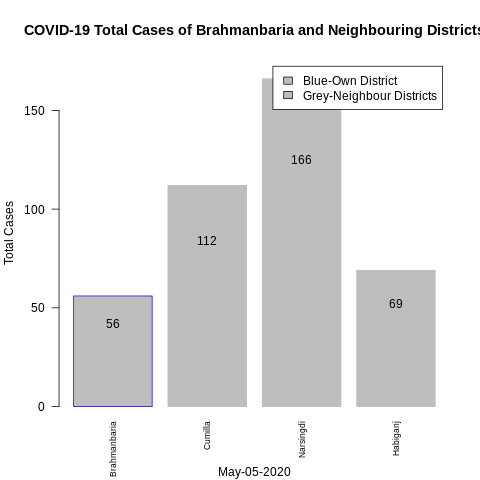 COVID-19 Total Cases of Brahmanbaria and Neighbouring Districts
Blue-Own District
Grey-Neighbour Districts
Total Cases
150
100
50
0
166
112
56
69
Brahmanbaria
Cumilla
Narsingdi
Habiganj
May-05-2020